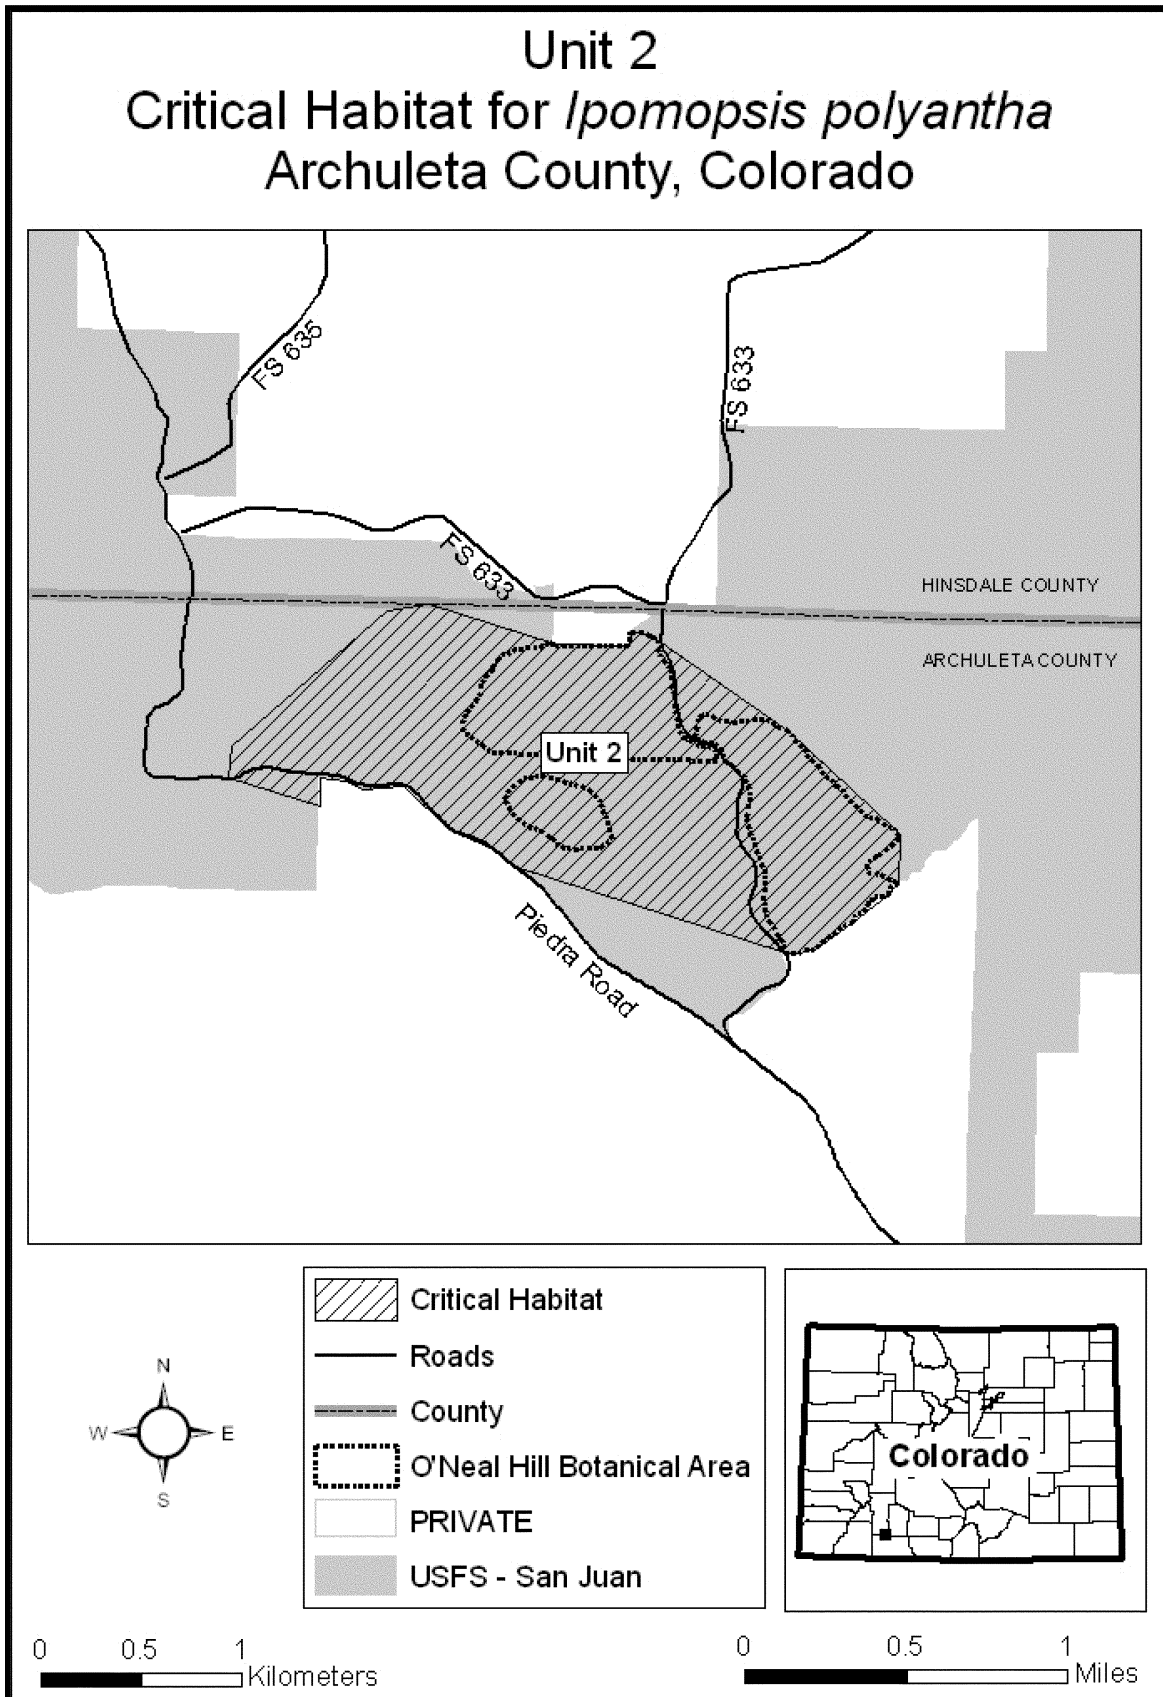 Unit 2
Critical Habitat for Ipomopsis polyantha
Archuleta County, Colorado
FS 635
FS 633
FS 633
HINSDALE COUNTY
ARCHULETA COUNTY
Unit 2
Piedra Road
Critical Habitat
Roads
County
O'Neal Hill Botanical Area
PRIVATE
USFS - San Juan
N
W E
S
Colorado
0 0.5 1
Kilometers
0 0.5 1
Miles